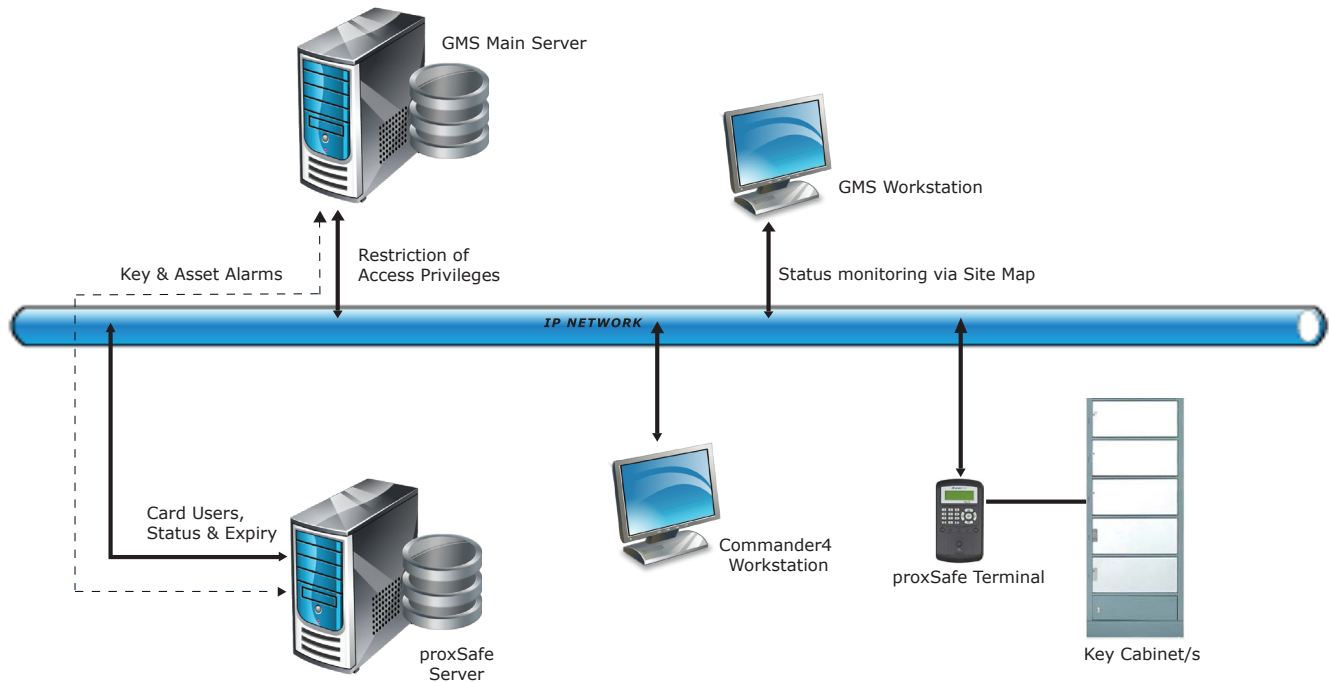 GMS Main Server
GMS Workstation
Key & Asset Alarms
Restriction of
Access Privileges
Status monitoring via Site Map
IP NETWORK
Card Users,
Status & Expiry
proxSafe
Server
Commander4
Workstation
proxSafe Terminal
Key Cabinet/s